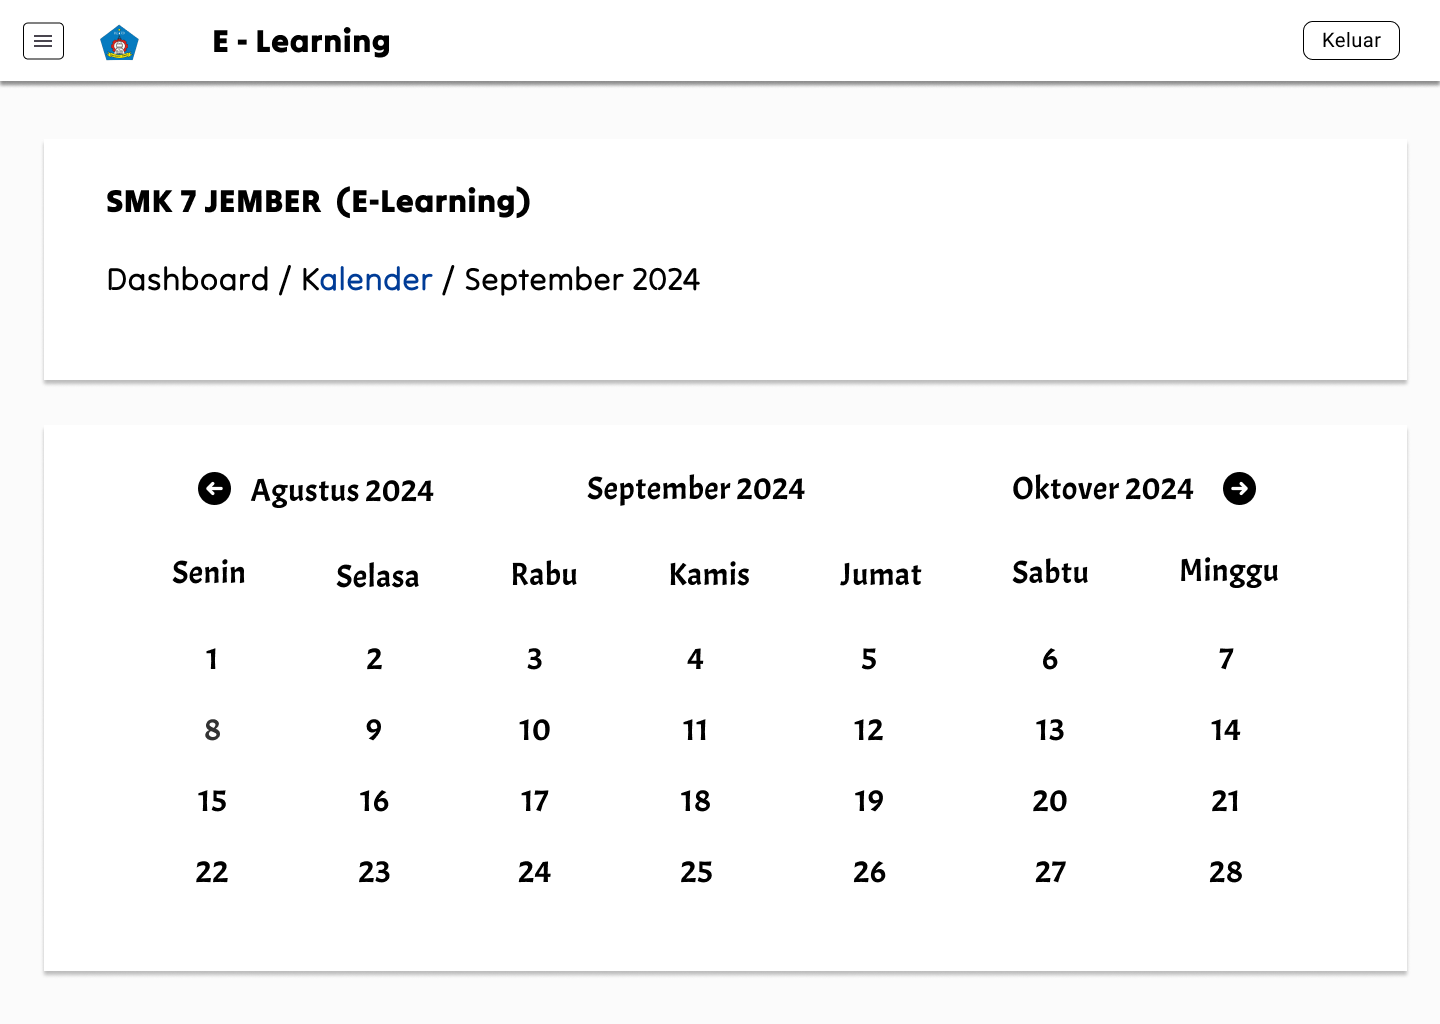 E - Learning
Keluar
SMK 7 JEMBER (E-Learning)
Dashboard / Kalender / September 2024
Agustus 2024 September 2024 Oktover 2024
Senin Selasa Rabu Kamis Jumat Sabtu Minggu
1 2 3 4 5 6 7
8 9 10 11 12 13 14
15 16 17 18 19 20 21
22 23 24 25 26 27 28